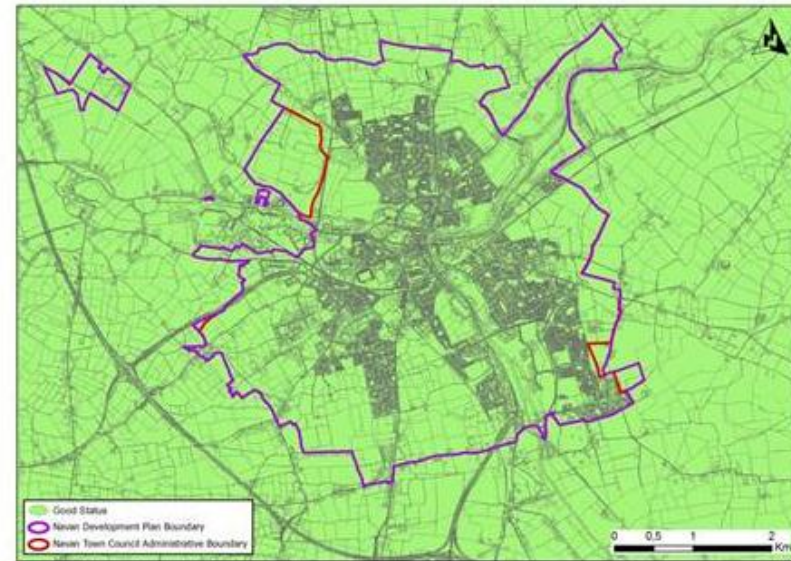 Good Status
Navan Development Plan Boundary
Navan Town Council Administrative Boundary
0 0.5 1 2
Km